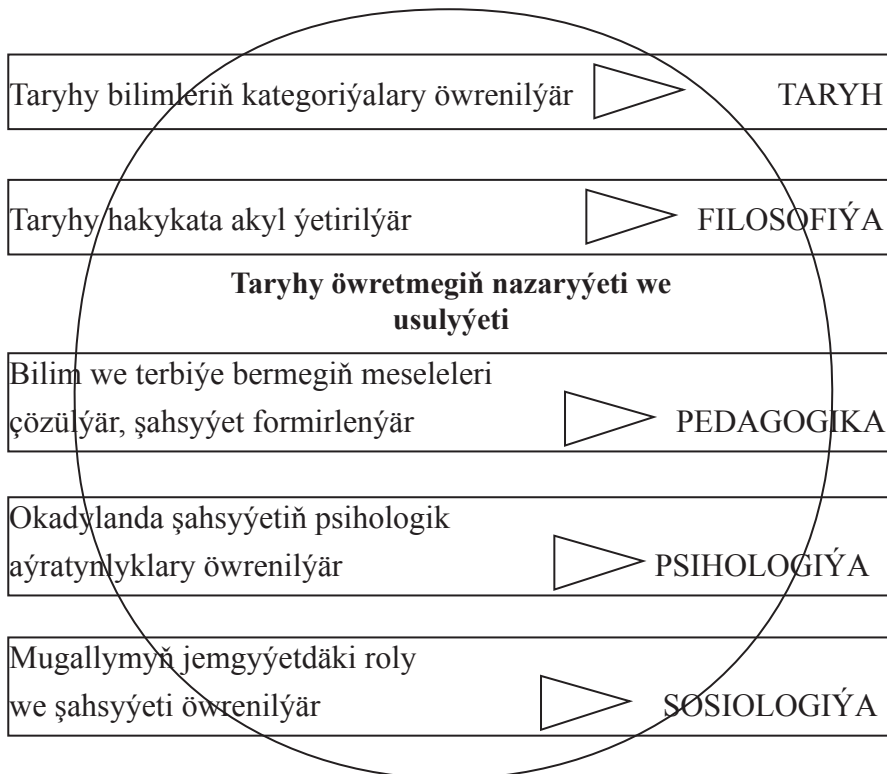 Taryhy bilimleriň kategoriýalary öwrenilýär TARYH
Taryhy hakykata akyl ýetirilýär FILOSOFIÝA
Taryhy öwretmegiň nazaryýeti we
usulyýeti
Bilim we terbiýe bermegiň meseleleri
çözülýär, şahsyýet formirlenýär PEDAGOGIKA
Okadylanda şahsyýetiň psihologik
aýratynlyklary öwrenilýär PSIHOLOGIÝA
Mugallymyň jemgyýetdäki roly
we şahsyýeti öwrenilýär SOSIOLOGIÝA